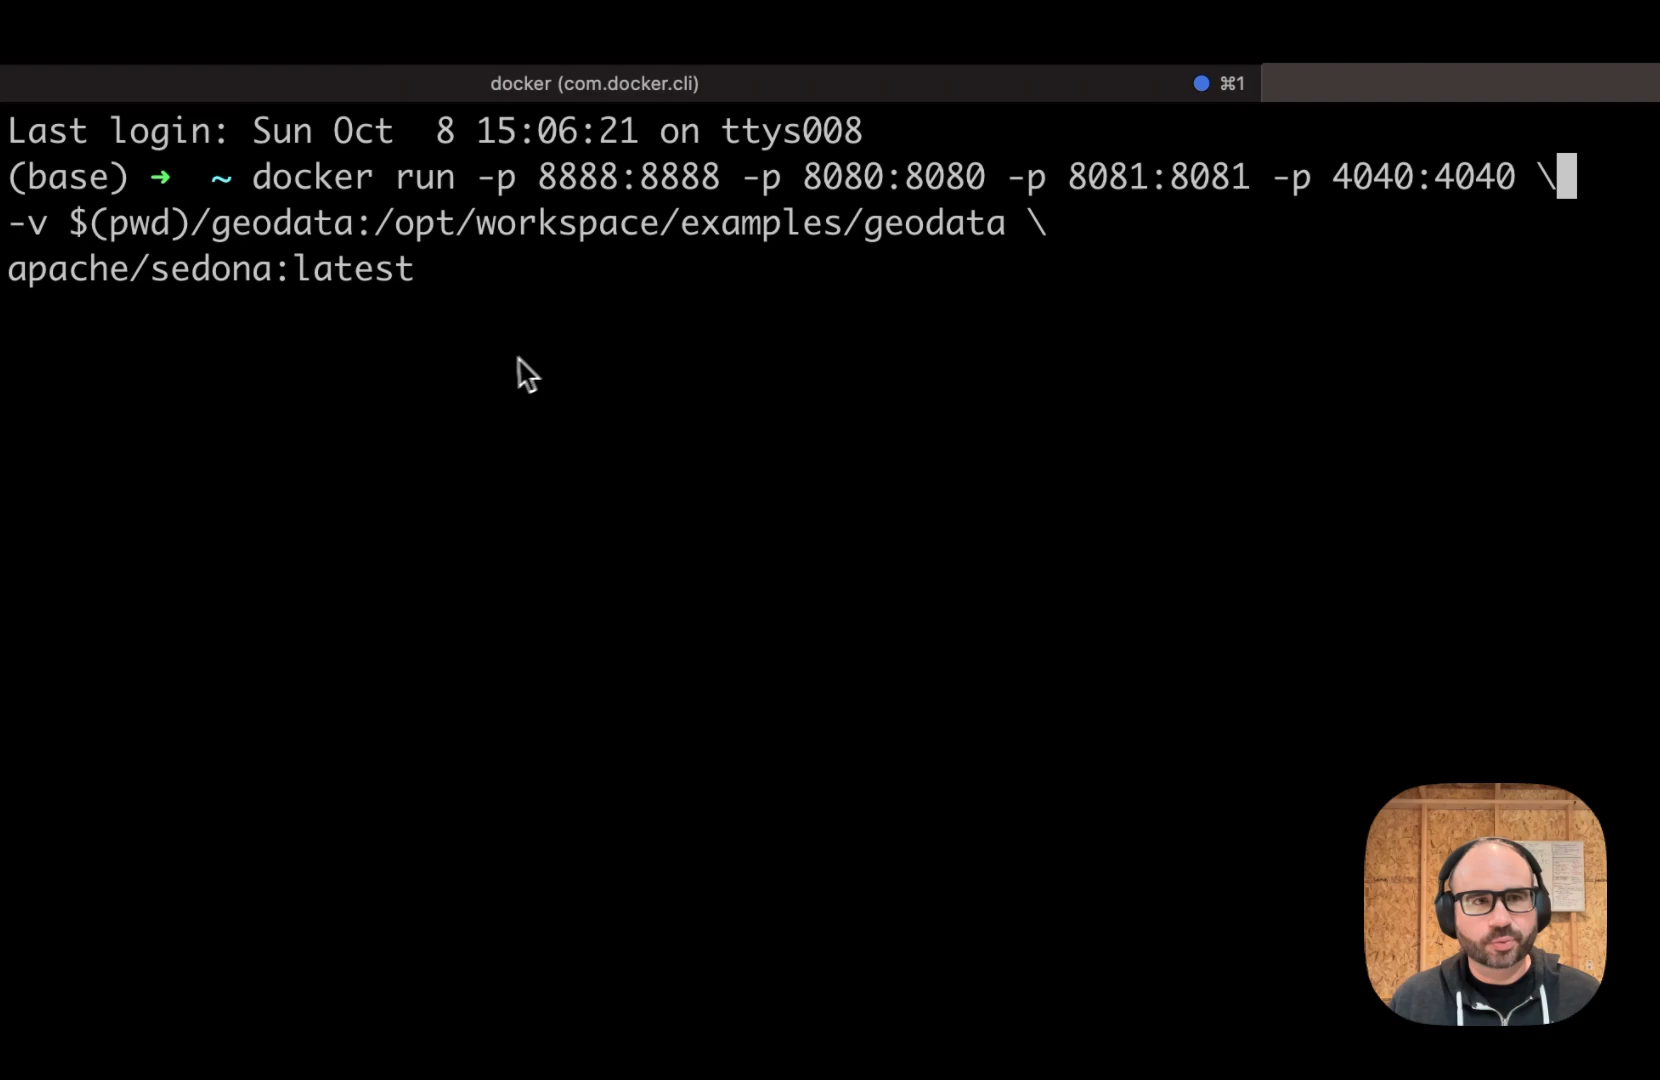 docker (com.docker.cli)
⌘1
Last login: Sun Oct  8 15:06:21 on ttys008
(base) ➜  ~ docker run -p 8888:8888 -p 8080:8080 -p 8081:8081 -p 4040:4040 \
-v $(pwd)/geodata:/opt/workspace/examples/geodata \
apache/sedona:latest